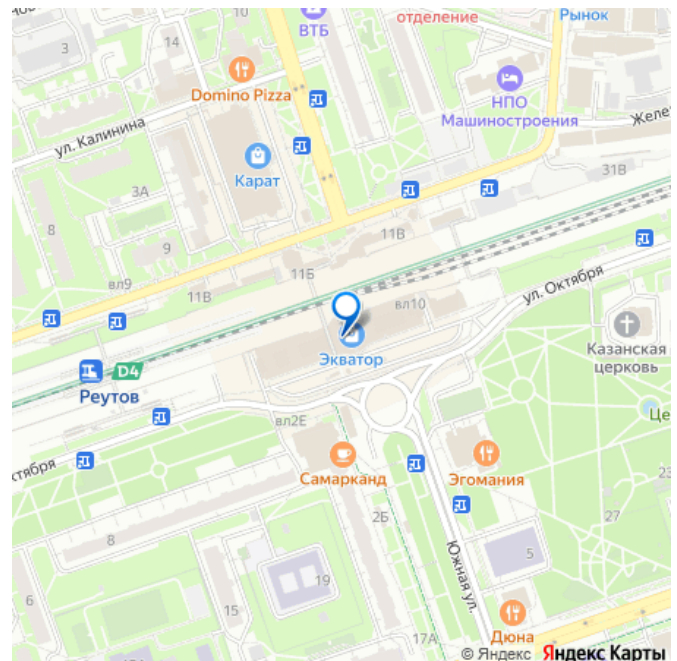 отделение
Рынок
ВТБ
14
3
Domino Pizza
НПО
Машиностроения
ул. Калинина
Карат
31В
3А
8
11В
9
11Б
вл9
11В
вл10
ул. Октября
Экватор
D4
Реутов
Казанская
церковь
вл2Е
Самарканд
Эгомания
2Б
27
8
5
19
Южная ул.
6
15
17А
Дюна
© Яндекс Яндекс Карты